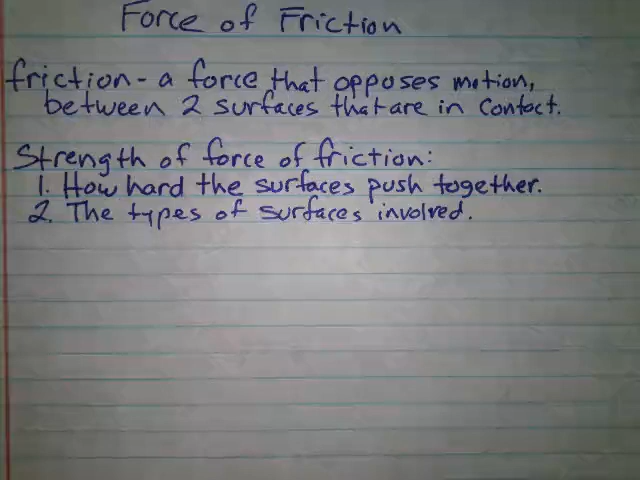 Force of Friction
friction - a force that opposes motion,
between 2 surfaces that are in contact.
Strength of force of friction:
1. How hard the surfaces push together.
2. The types of surfaces involved.